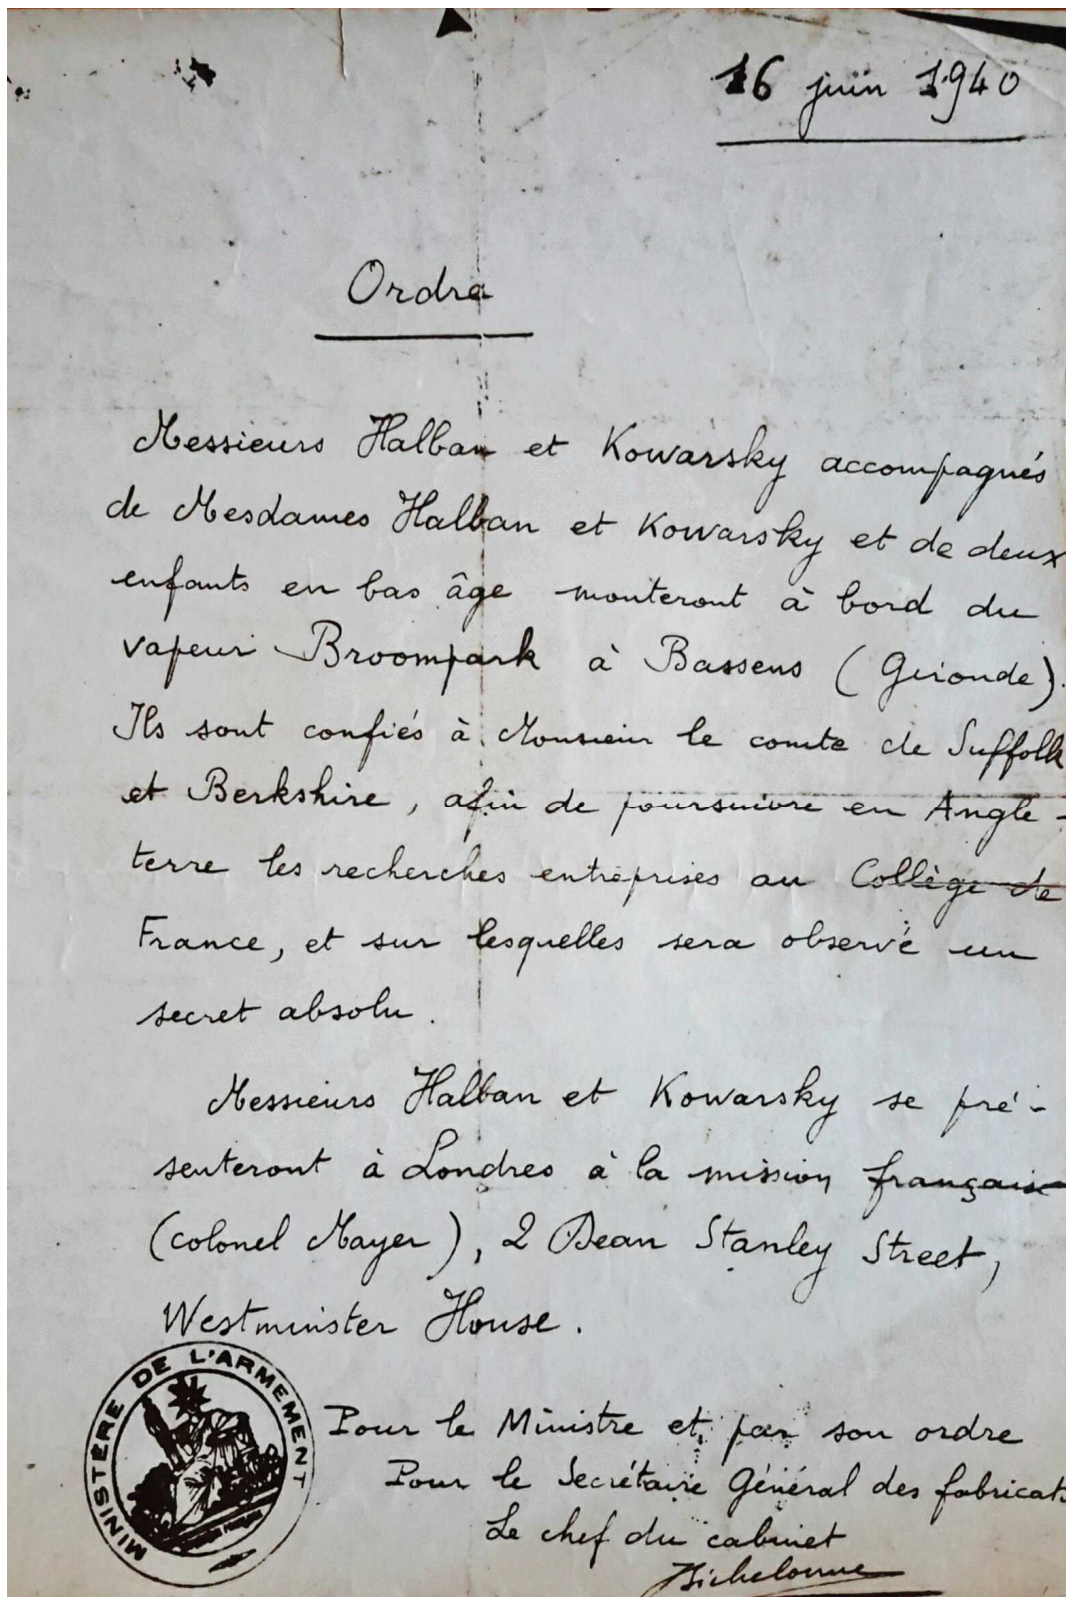 16 juin 1940
Ordre
Messieurs Halban et Kowarsky accompagnés
de Mesdames Halban et Kowarsky et de deux
enfants en bas âge monteront à bord du
vapeur Broompark à Bassens (Gironde).
Ils sont confiés à Monsieur le comte de Suffolk
et Berkshire, afin de poursuivre en Angle-
terre les recherches entreprises au Collège de
France, et sur lesquelles sera observé un
secret absolu.
Messieurs Halban et Kowarsky se pré-
senteront à Londres à la mission français
(colonel Mayer), 2 Dean Stanley Street,
Westminster House.
MINISTÈRE DE L'ARMEMENT
Pour le Ministre et par son ordre
Pour le Secrétaire Général des fabricat
Le chef du cabinet
Bichelonne